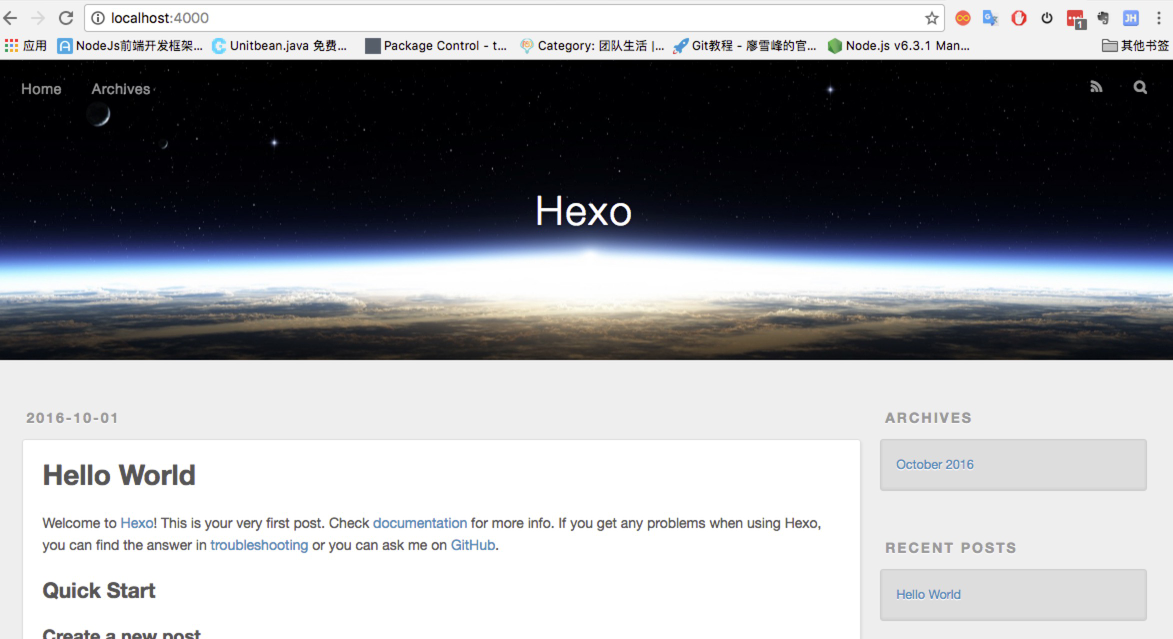 localhost:4000
应用 NodeJs前端开发框架... Unitbean.java 免费... Package Control - t... Category: 团队生活 |... Git教程 - 廖雪峰的官... Node.js v6.3.1 Man... 其他书签
1 JH
Home Archives
Hexo
2016-10-01
Hello World
Welcome to Hexo! This is your very first post. Check documentation for more info. If you get any problems when using Hexo,
you can find the answer in troubleshooting or you can ask me on GitHub.
Quick Start
Create a new post
ARCHIVES
October 2016
RECENT POSTS
Hello World